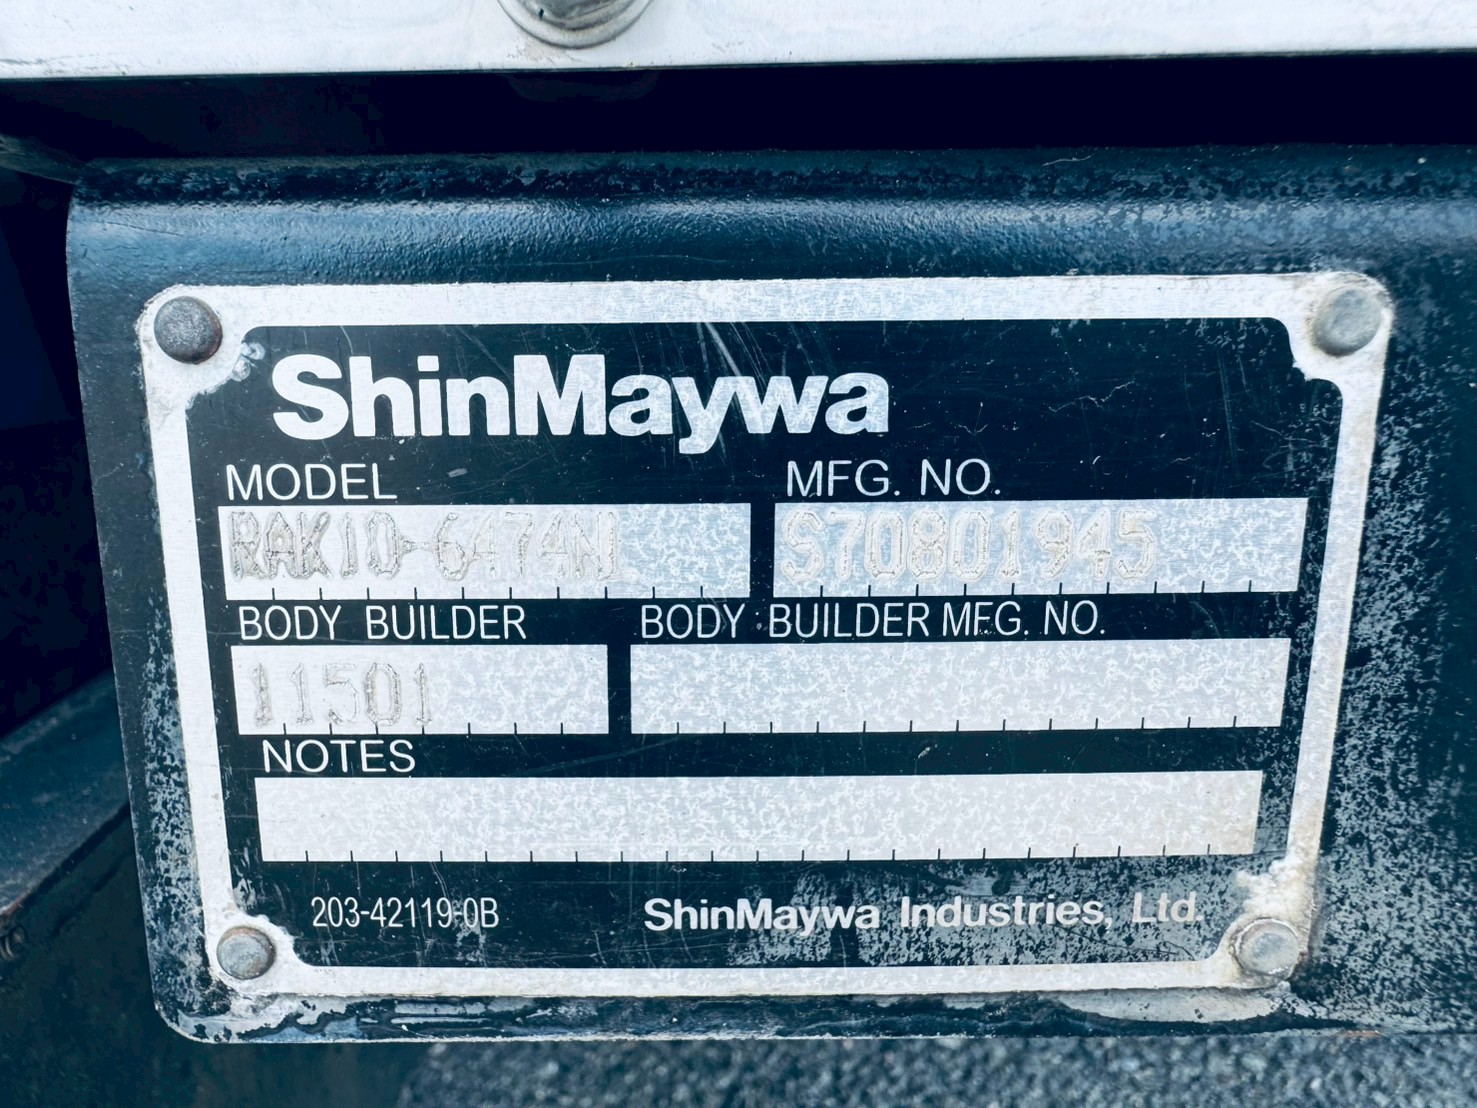 ShinMaywa
MODEL MFG. NO.
RAK10-6474N S70801945
BODY BUILDER BODY BUILDER MFG. NO.
11501
NOTES
203-42119-0B ShinMaywa Industries, Ltd.